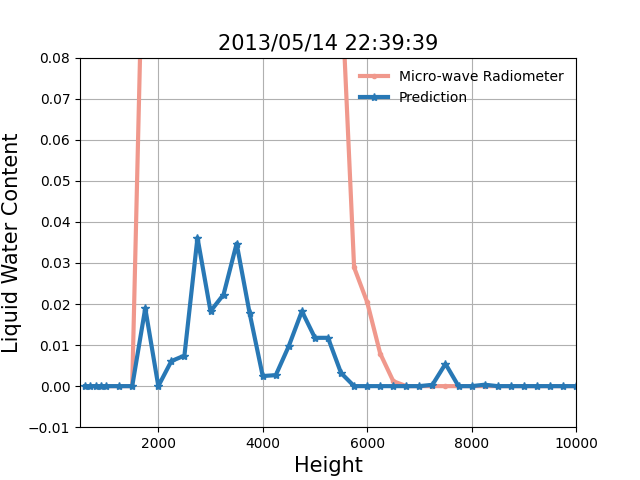 2013/05/14 22:39:39
Micro-wave Radiometer
Prediction
0.08
0.07
0.06
0.05
0.04
0.03
0.02
0.01
0.00
−0.01
Liquid Water Content
2000 4000 6000 8000 10000
Height